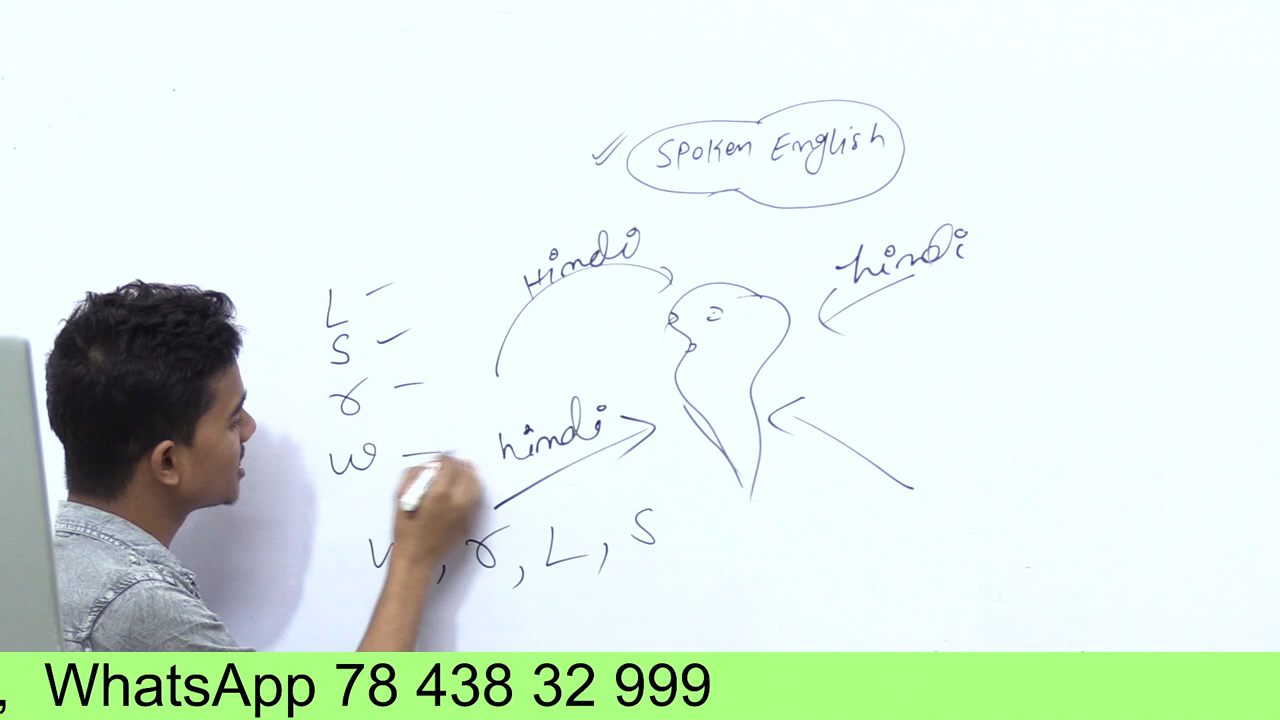 Spoken English
Hindi
hindi
L -
S -
r -
w -
hindi
, r, L, S
, WhatsApp 78 438 32 999